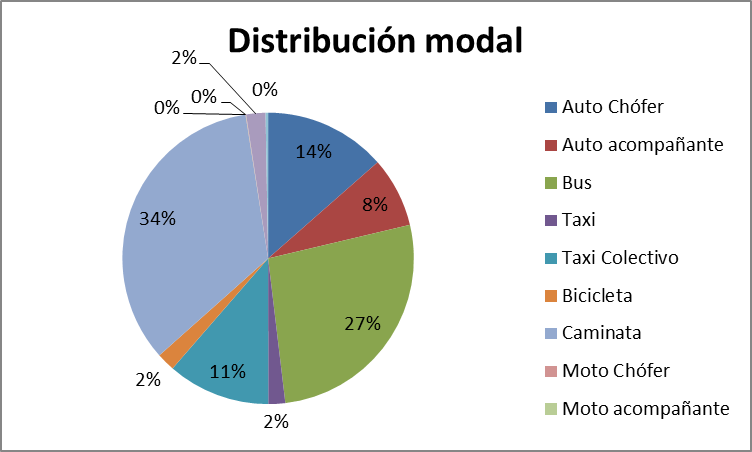 Distribución modal
2%
0%
0%
0%
14%
8%
34%
27%
11%
2%
2%
Auto Chófer
Auto acompañante
Bus
Taxi
Taxi Colectivo
Bicicleta
Caminata
Moto Chófer
Moto acompañante